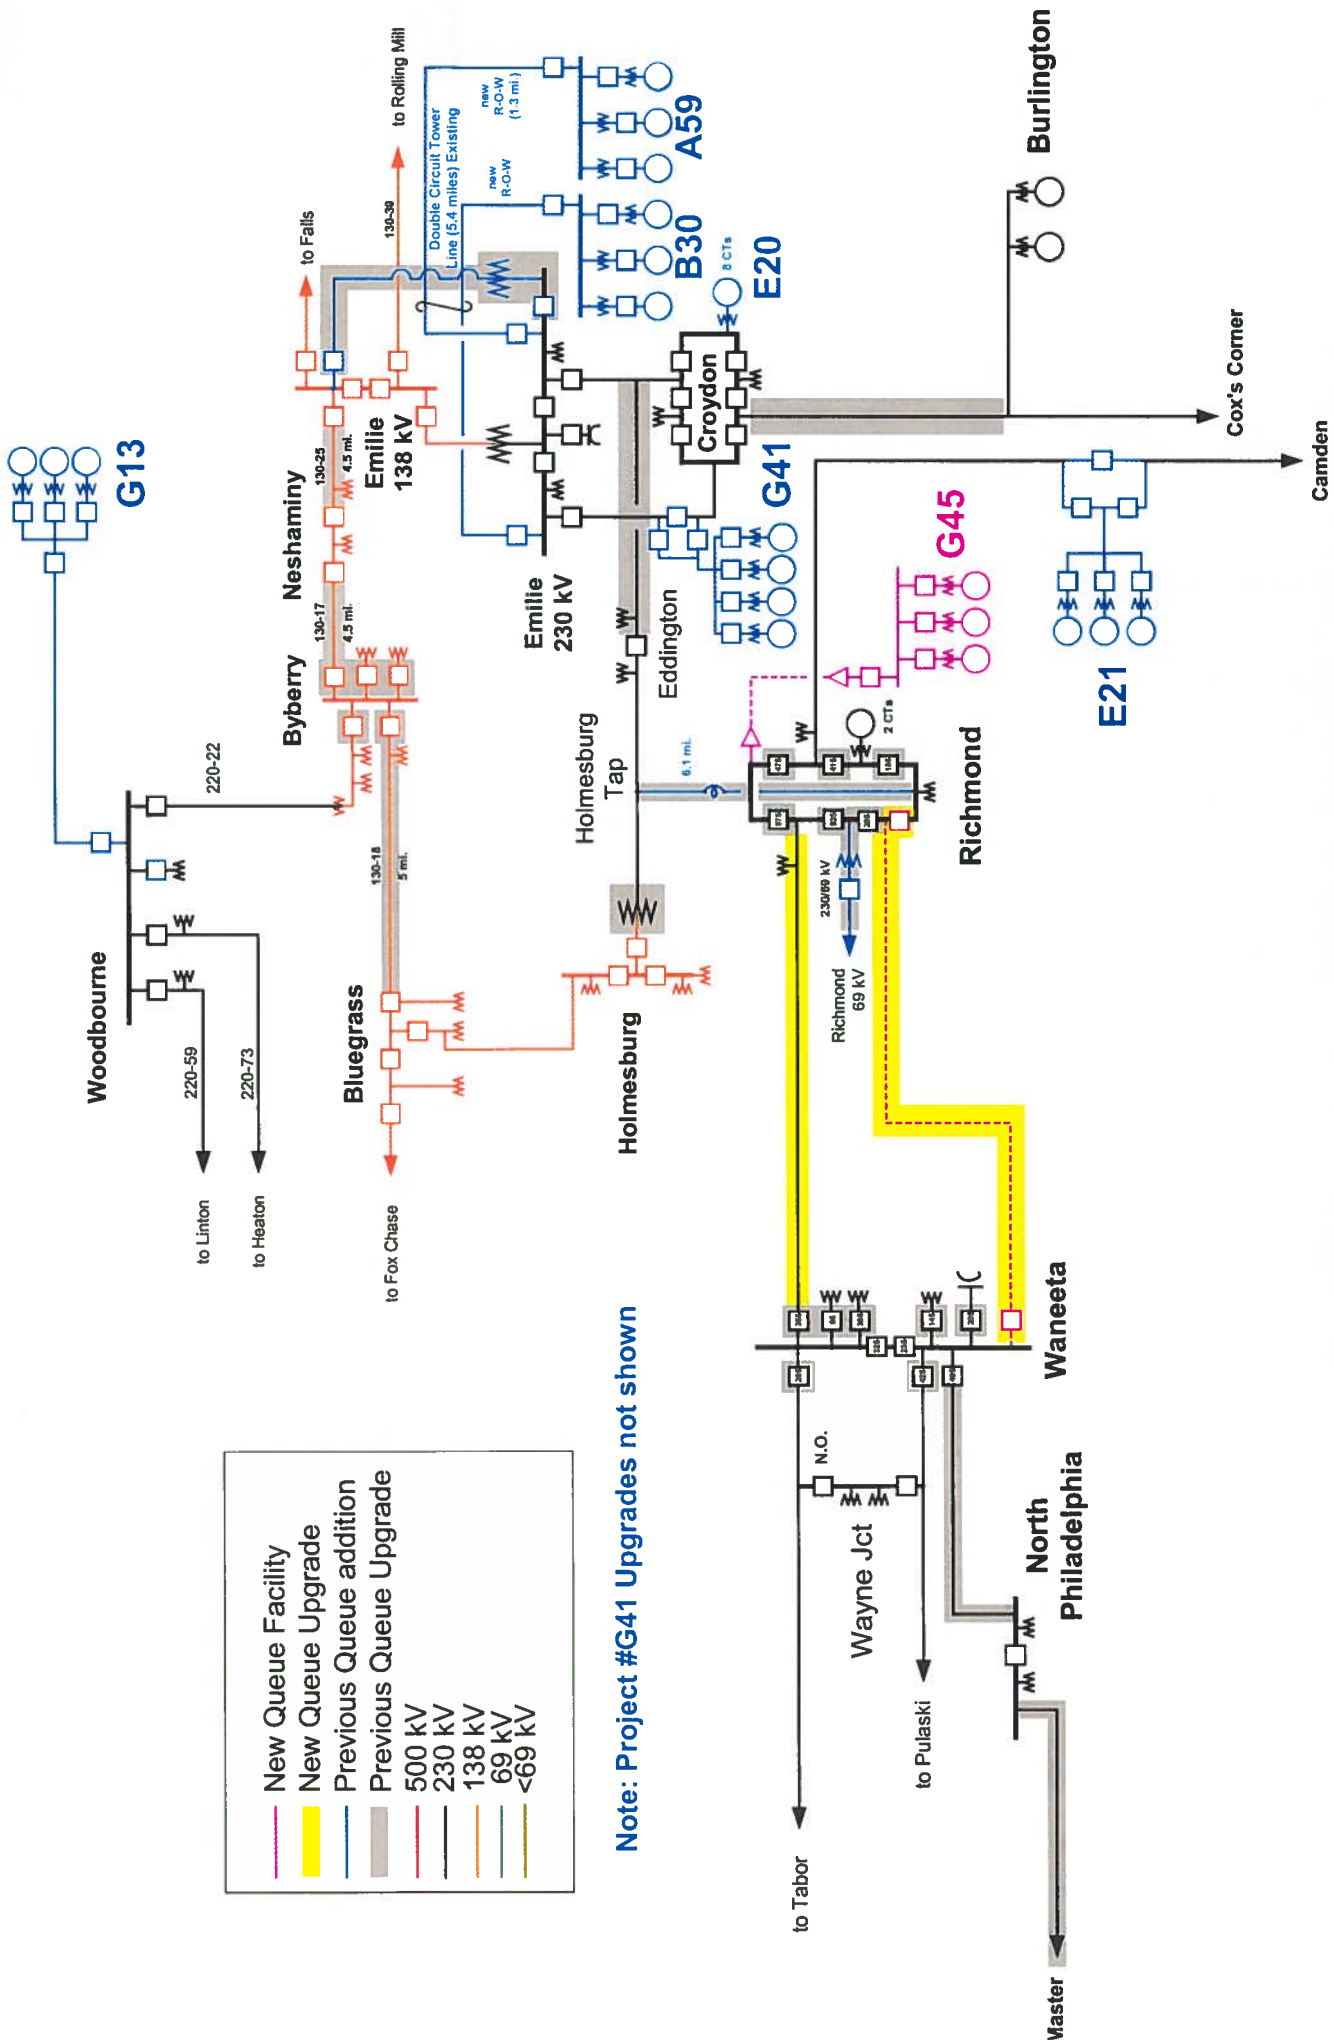 G13
Woodbourne
220-22
220-59
220-73
to Linton
to Heaton
Byberry
Neshaminy
130-25
4.5 mi.
130-17
4.5 mi.
Emilie
138 kV
to Falls
130-39
to Rolling Mill
Bluegrass
130-18
5 mi.
to Fox Chase
Double Circuit Tower
Line (5.4 miles) Existing
new
R-O-W
(1.3 mi.)
new
R-O-W
A59
B30
E20
8 CTs
Emilie
230 kV
Croydon
Burlington
Cox's Corner
Camden
G41
Eddington
Holmesburg
Tap
Holmesburg
6.1 mi.
G45
E21
2 CTs
475
415
975
Richmond
230/69 kV
Richmond
69 kV
Waneeta
N.O.
Wayne Jct
North
Philadelphia
to Tabor
to Pulaski
Master
New Queue Facility
New Queue Upgrade
Previous Queue addition
Previous Queue Upgrade
500 kV
230 kV
138 kV
69 kV
<69 kV
Note: Project #G41 Upgrades not shown